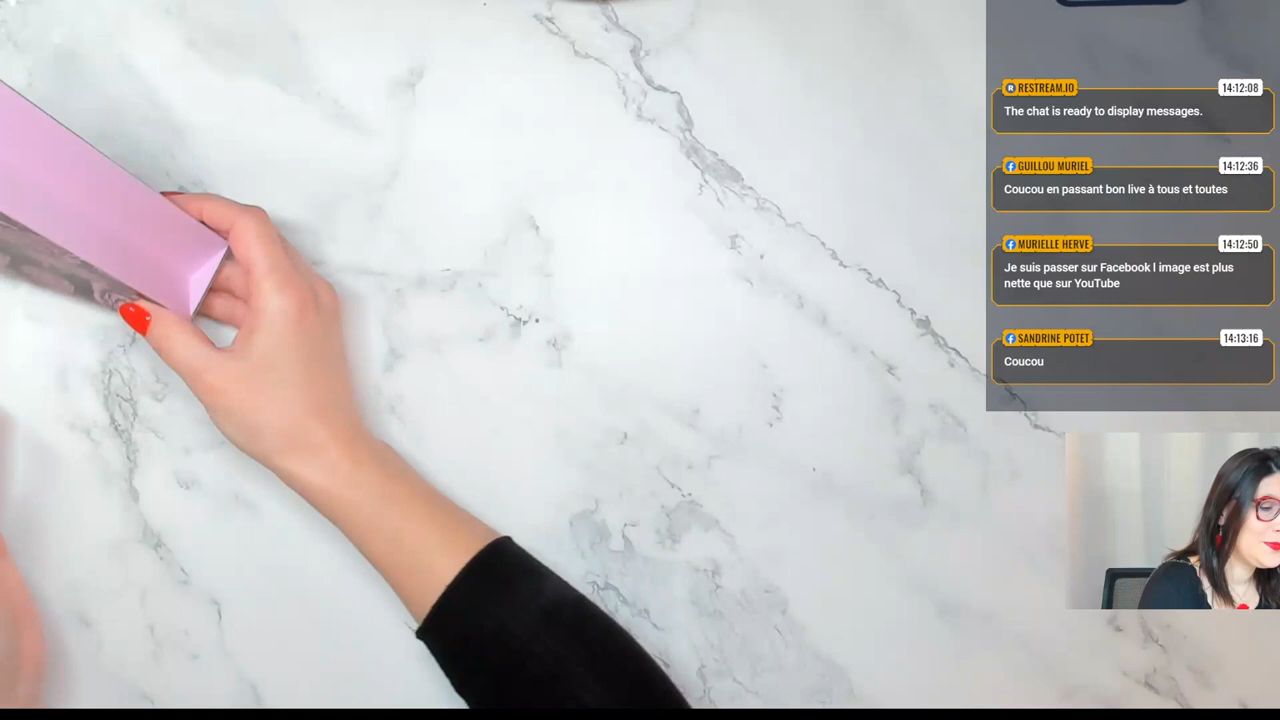 RESTREAM.IO
14:12:08
The chat is ready to display messages.
GUILLOU MURIEL
14:12:36
Coucou en passant bon live à tous et toutes
MURIELLE HERVE
14:12:50
Je suis passer sur Facebook l image est plus
nette que sur YouTube
SANDRINE POTET
14:13:16
Coucou